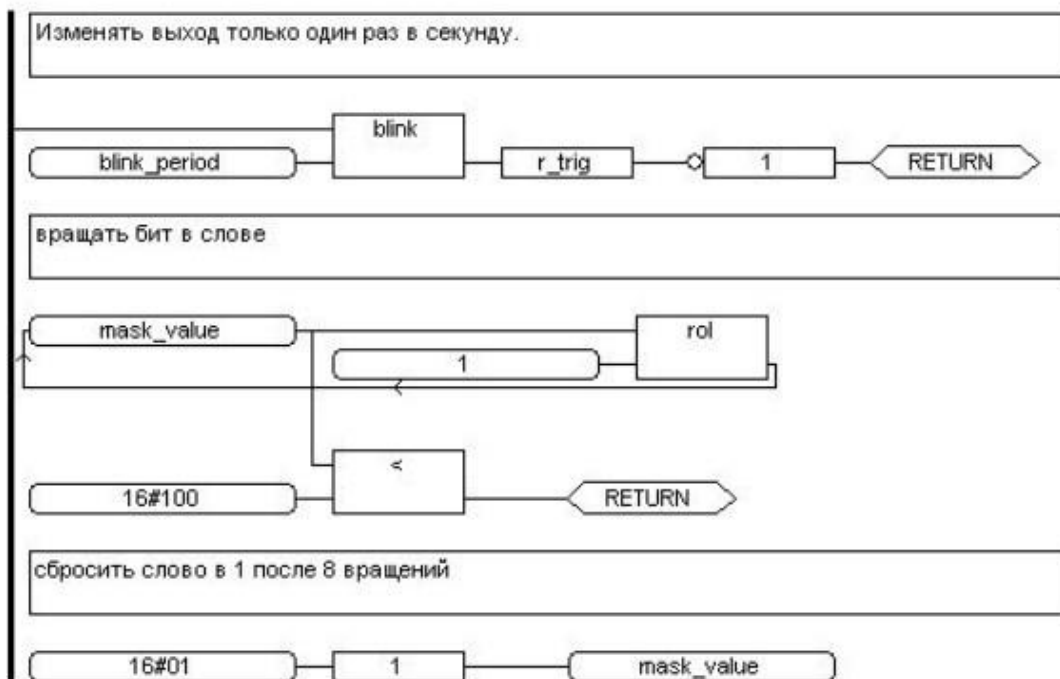 Изменять выход только один раз в секунду.
blink
blink_period
r_trig
1
RETURN
вращать бит в слове
mask_value
rol
1
<
16#100
RETURN
сбросить слово в 1 после 8 вращений
16#01
1
mask_value